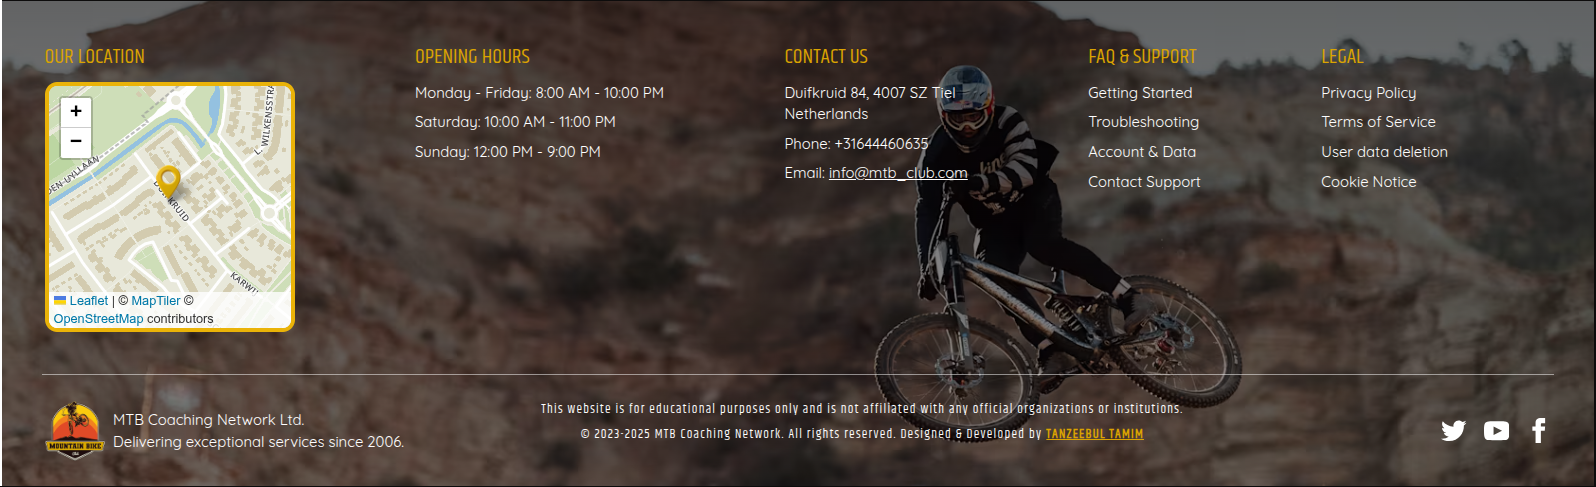 OUR LOCATION
+
−
L. WILKENSSTRA
DEN-UYLLAAN
KRUID
KARWI
Leaflet | © MapTiler ©
OpenStreetMap contributors
OPENING HOURS
Monday - Friday: 8:00 AM - 10:00 PM
Saturday: 10:00 AM - 11:00 PM
Sunday: 12:00 PM - 9:00 PM
CONTACT US
Duifkruid 84, 4007 SZ Tiel
Netherlands
Phone: +31644460635
Email: info@mtb_club.com
FAQ & SUPPORT
Getting Started
Troubleshooting
Account & Data
Contact Support
LEGAL
Privacy Policy
Terms of Service
User data deletion
Cookie Notice
MOUNTAIN BIKE
MTB Coaching Network Ltd.
Delivering exceptional services since 2006.
This website is for educational purposes only and is not affiliated with any official organizations or institutions.
© 2023-2025 MTB Coaching Network. All rights reserved. Designed & Developed by TANZEEBUL TAMIM